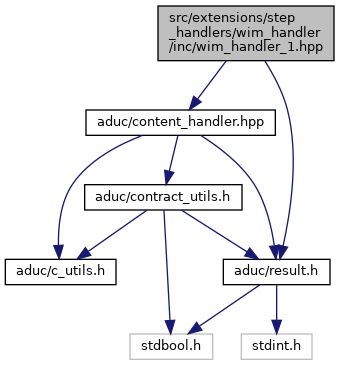 src/extensions/step
_handlers/wim_handler
/inc/wim_handler_1.hpp
aduc/content_handler.hpp
aduc/contract_utils.h
aduc/c_utils.h
aduc/result.h
stdbool.h
stdint.h